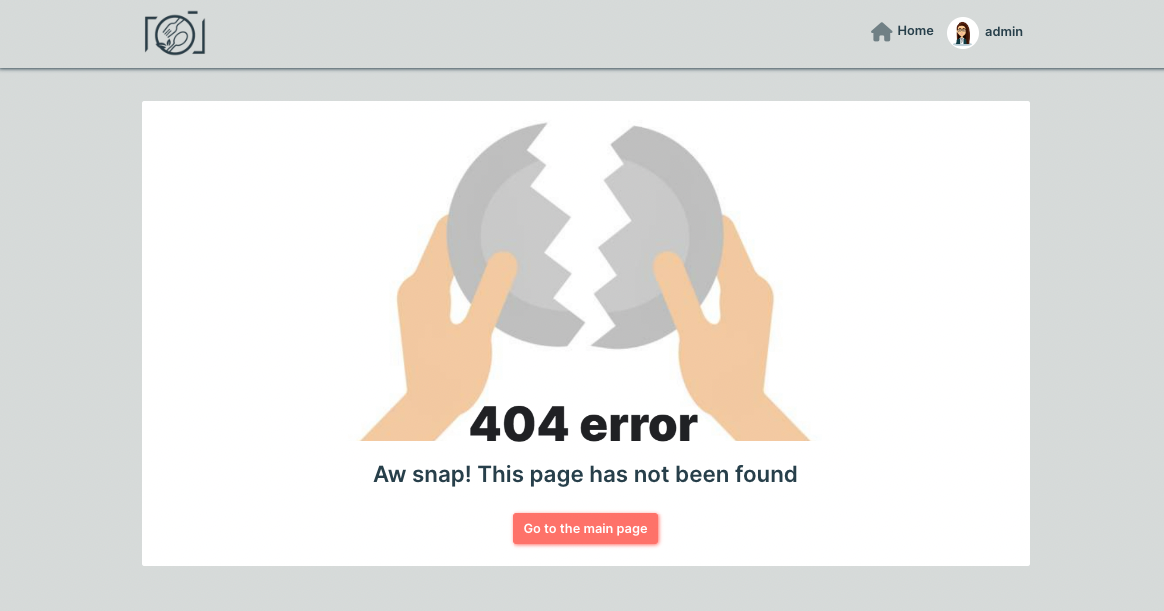 Home
admin
404 error
Aw snap! This page has not been found
Go to the main page